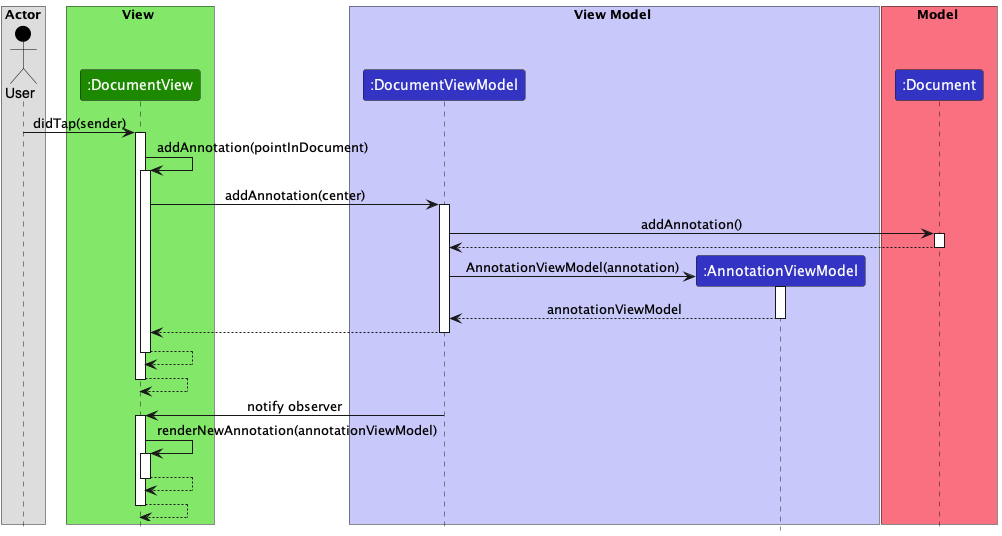 Actor
View
View Model
Model
User
:DocumentView
:DocumentViewModel
:Document
didTap(sender)
addAnnotation(pointInDocument)
addAnnotation(center)
addAnnotation()
AnnotationViewModel(annotation)
:AnnotationViewModel
annotationViewModel
notify observer
renderNewAnnotation(annotationViewModel)